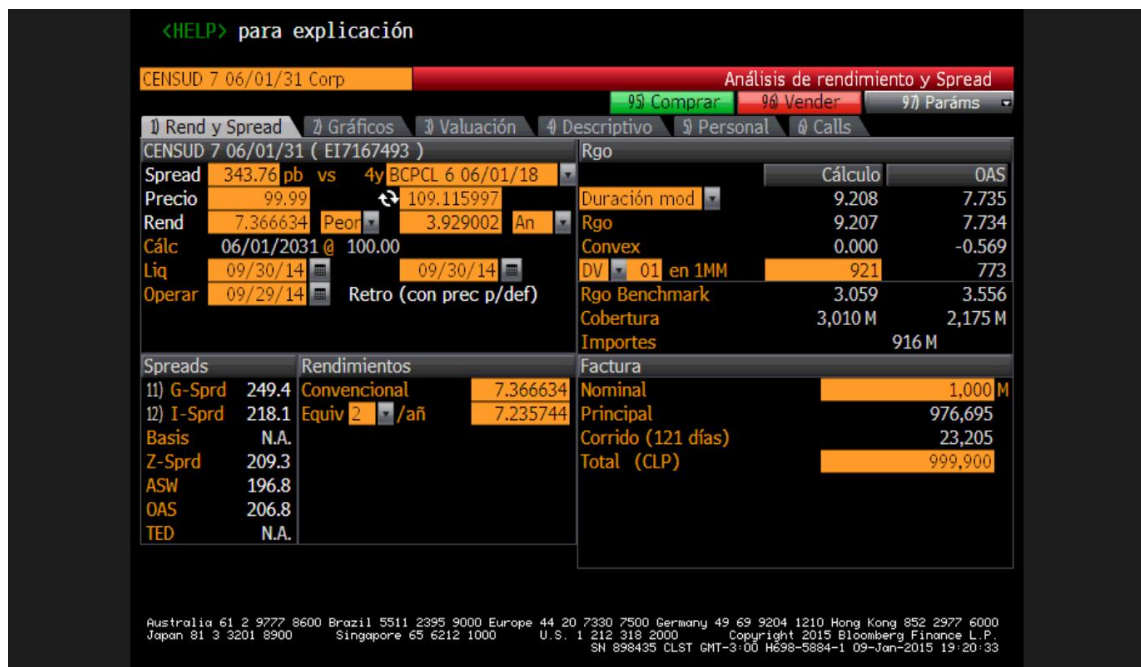 <HELP> para explicación
CENSUD 7 06/01/31 Corp Análisis de rendimiento y Spread
95) Comprar 96) Vender 97) Paráms
1) Rend y Spread 2) Gráficos 3) Valuación 4) Descriptivo 5) Personal 6) Calls
CENSUD 7 06/01/31 ( EI7167493 )
Spread 343.76 pb vs 4y BCPCL 6 06/01/18
Precio 99.99 109.115997
Rend 7.366634 Peor 3.929002 An
Cálc 06/01/2031 @ 100.00
Liq 09/30/14 09/30/14
Operar 09/29/14 Retro (con prec p/def)
Rgo
Cálculo OAS
Duración mod 9.208 7.735
Rgo 9.207 7.734
Convex 0.000 -0.569
DV 01 en 1MM 921 773
Rgo Benchmark 3.059 3.556
Cobertura 3,010 M 2,175 M
Importes 916 M
Spreads
11) G-Sprd 249.4
12) I-Sprd 218.1
Basis N.A.
Z-Sprd 209.3
ASW 196.8
OAS 206.8
TED N.A.
Rendimientos
Convencional 7.366634
Equiv 2 /añ 7.235744
Factura
Nominal 1,000 M
Principal 976,695
Corrido (121 días) 23,205
Total (CLP) 999,900
Australia 61 2 9777 8600 Brazil 5511 2395 9000 Europe 44 20 7330 7500 Germany 49 69 9204 1210 Hong Kong 852 2977 6000
Japan 81 3 3201 8900 Singapore 65 6212 1000 U.S. 1 212 318 2000 Copyright 2015 Bloomberg Finance L.P.
SN 898435 CLST GMT-3:00 H698-5884-1 09-Jan-2015 19:20:33